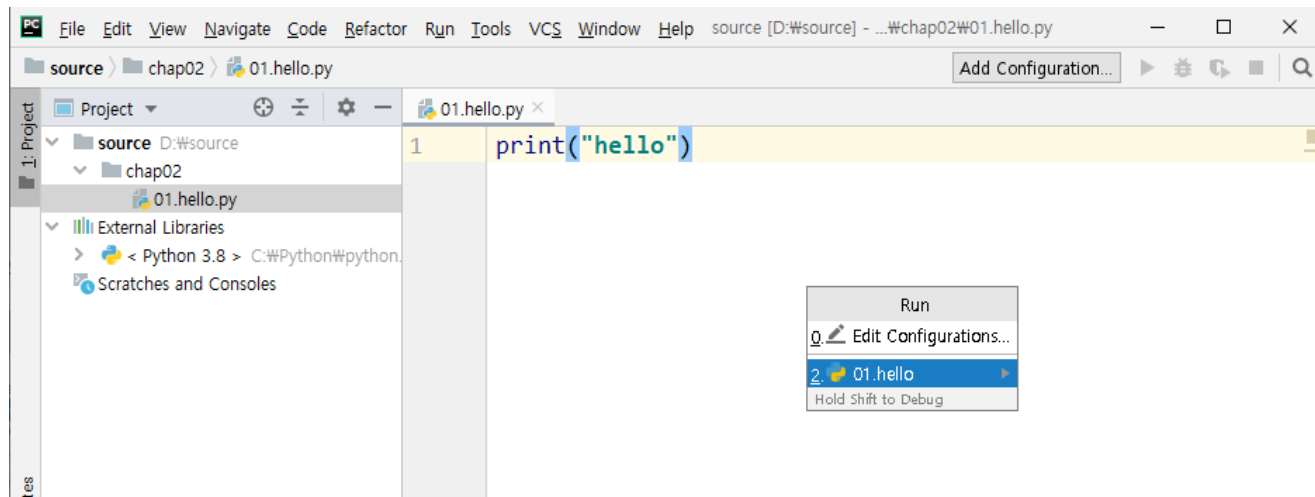 PC File Edit View Navigate Code Refactor Run Tools VCS Window Help source [D:₩source] - ...₩chap02₩01.hello.py
source 〉 chap02 〉 01.hello.py Add Configuration...
1: Project
Project 01.hello.py
source D:₩source
1 print("hello")
chap02
01.hello.py
External Libraries
< Python 3.8 > C:₩Python₩python.
Scratches and Consoles
Run
0. Edit Configurations...
2. 01.hello
Hold Shift to Debug
tes